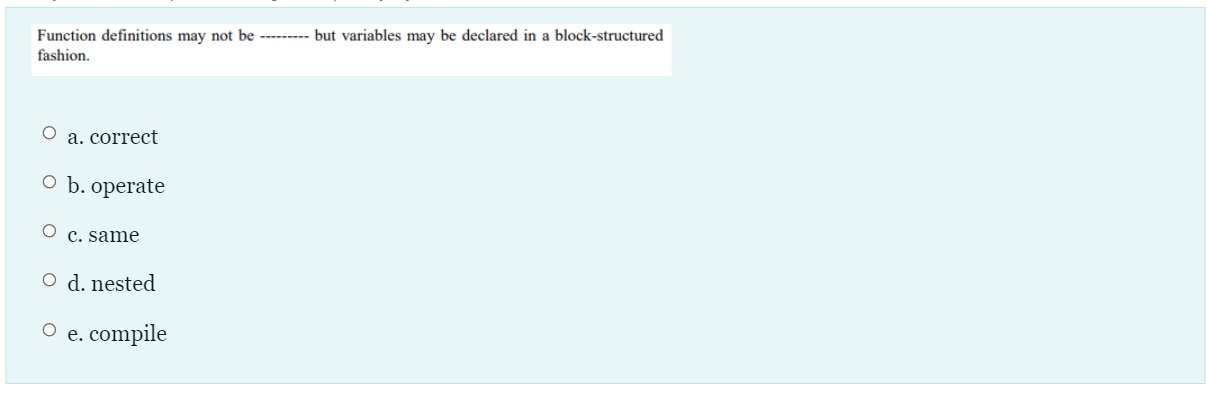 Function definitions may not be --------- but variables may be declared in a block-structured
fashion.
a. correct
b. operate
c. same
d. nested
e. compile